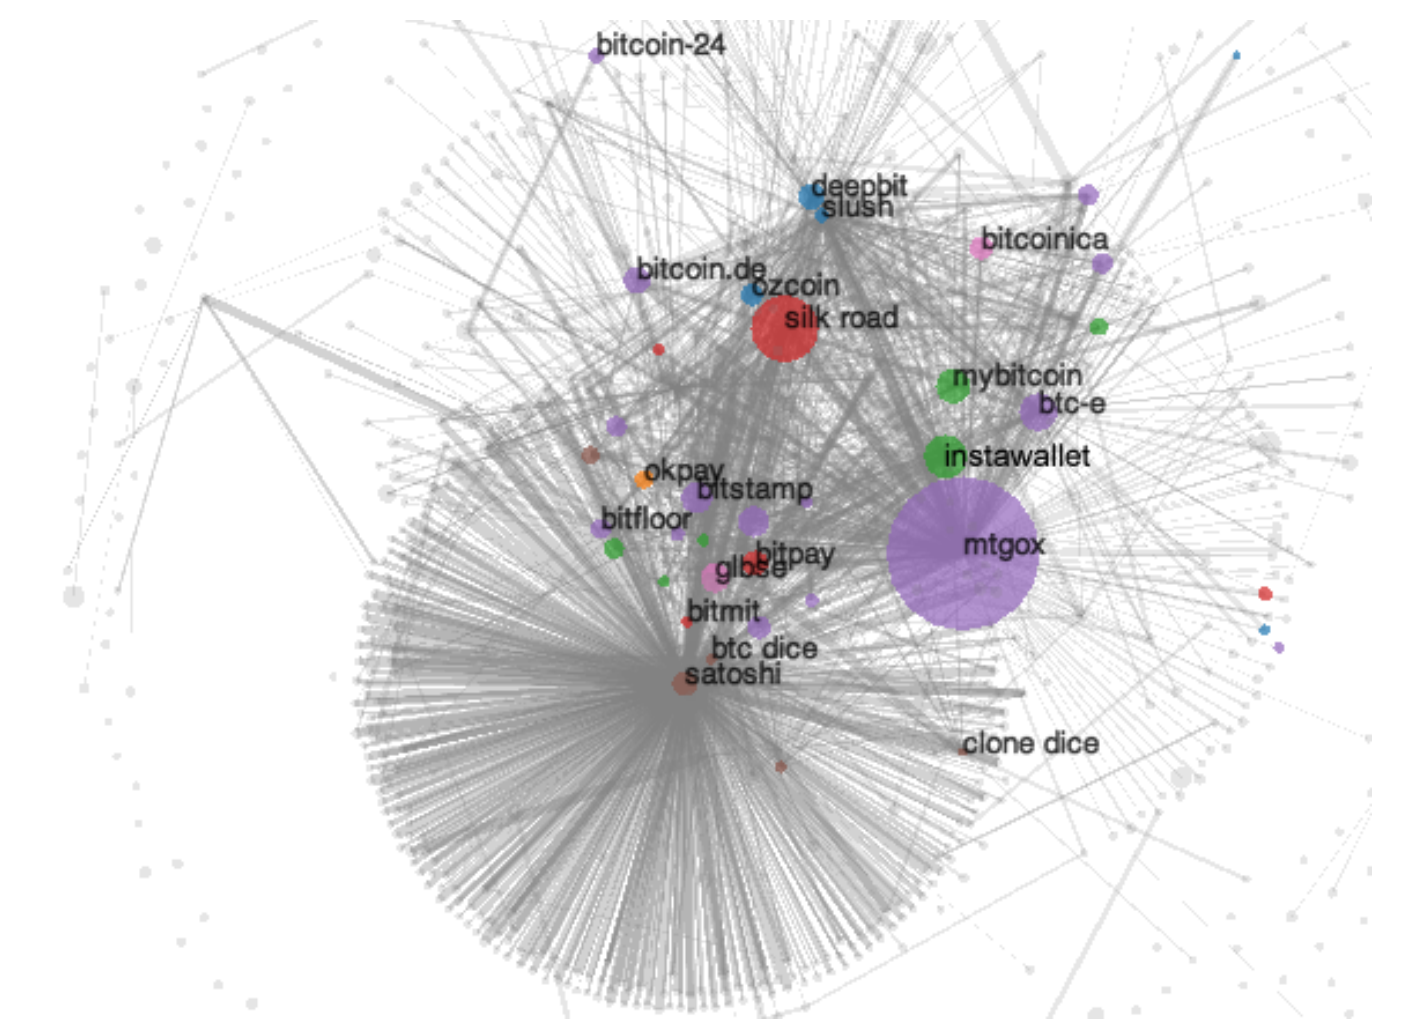 bitcoin-24
deepbit
slush
bitcoinica
bitcoin.de
ozcoin
silk road
mybitcoin
btc-e
instawallet
okpay
bitstamp
bitfloor
mtgox
bitpay
glbse
bitmit
btc dice
satoshi
clone dice